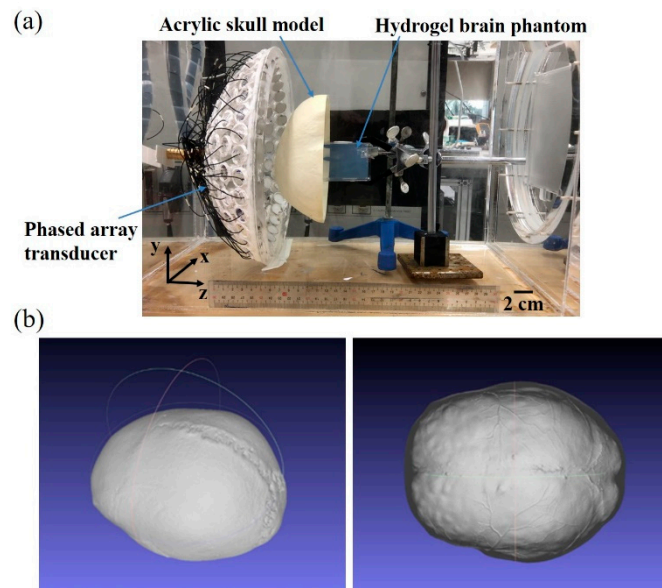 (a)
Acrylic skull model
Hydrogel brain phantom
Phased array
transducer
y
x
z
2 cm
(b)